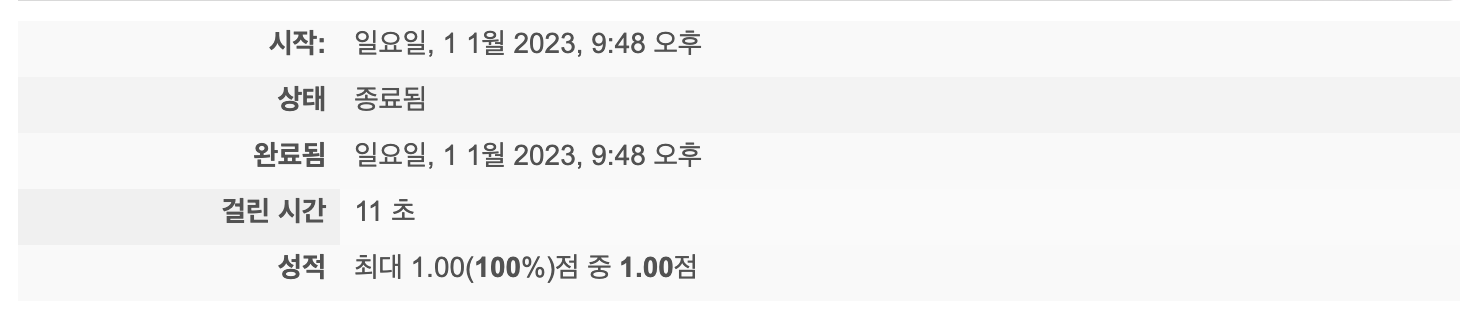 시작: 일요일, 1 1월 2023, 9:48 오후
상태 종료됨
완료됨 일요일, 1 1월 2023, 9:48 오후
걸린 시간 11 초
성적 최대 1.00(100%)점 중 1.00점